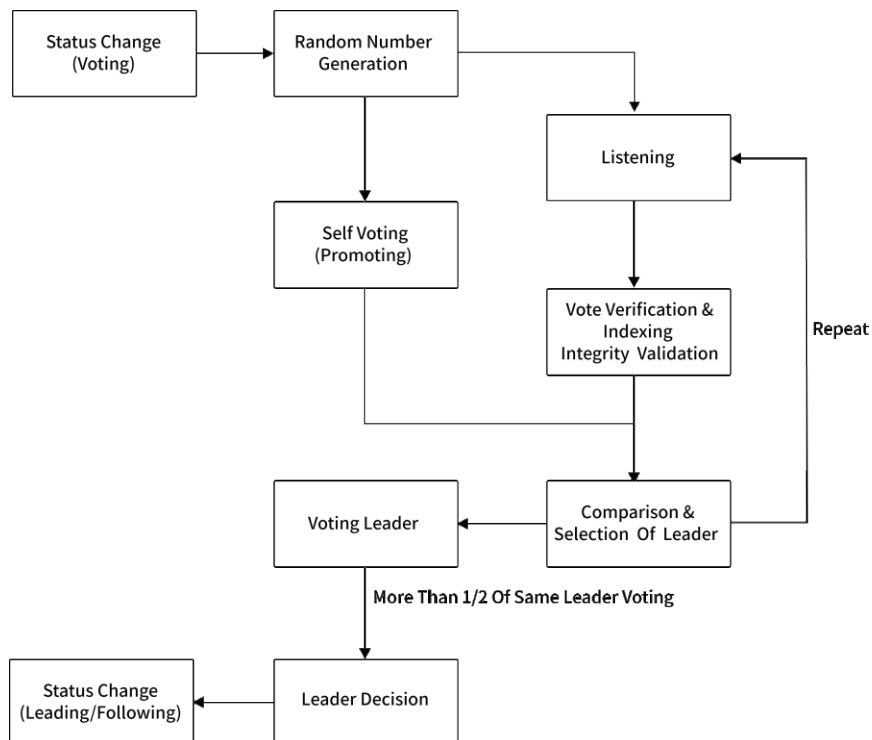 Status Change
(Voting)
Random Number
Generation
Listening
Self Voting
(Promoting)
Vote Verification &
Indexing
Integrity Validation
Repeat
Voting Leader
Comparison &
Selection Of Leader
More Than 1/2 Of Same Leader Voting
Status Change
(Leading/Following)
Leader Decision